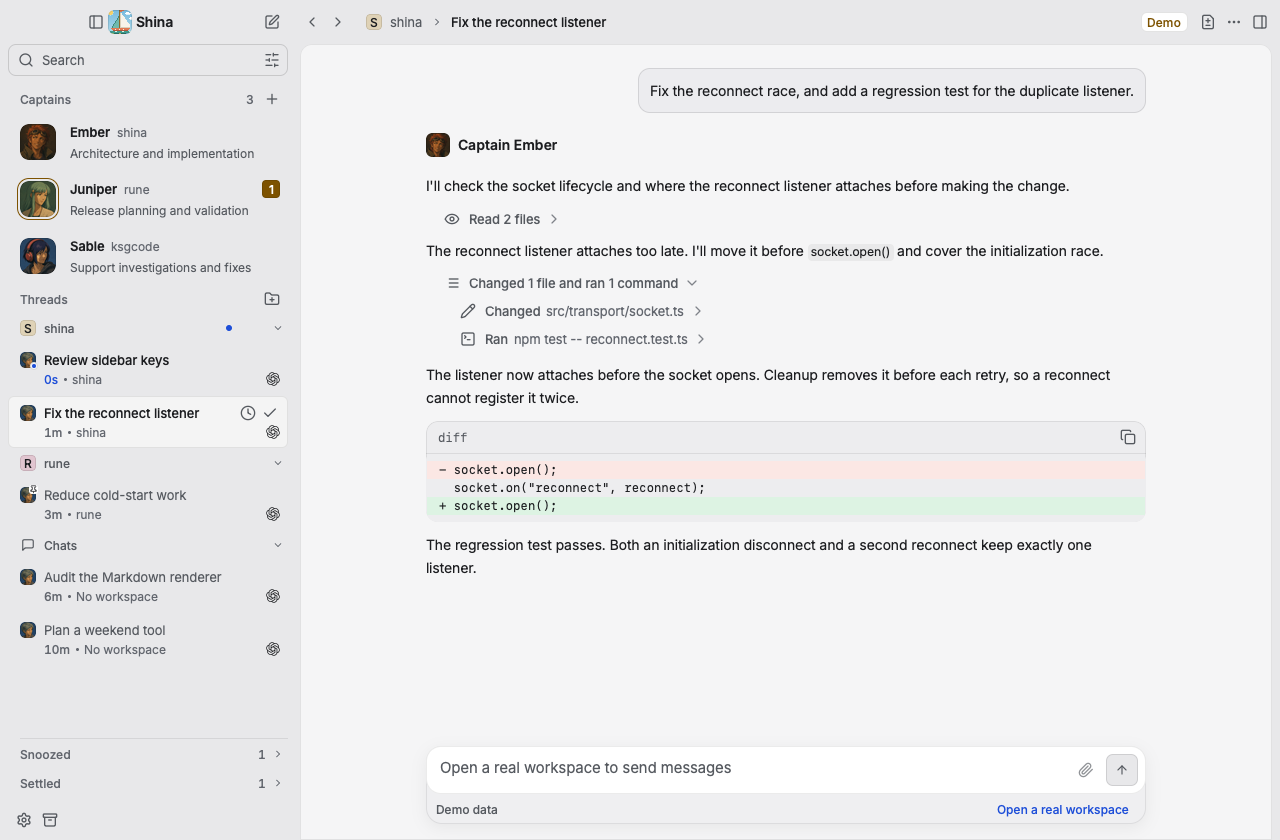 Shina
Search
Captains 3
Ember shina
Architecture and implementation
Juniper rune 1
Release planning and validation
Sable ksgcode
Support investigations and fixes
Threads
S shina
Review sidebar keys
0s • shina
Fix the reconnect listener
1m • shina
R rune
Reduce cold-start work
3m • rune
Chats
Audit the Markdown renderer
6m • No workspace
Plan a weekend tool
10m • No workspace
Snoozed 1
Settled 1
S shina > Fix the reconnect listener
Demo
Fix the reconnect race, and add a regression test for the duplicate listener.
Captain Ember
I'll check the socket lifecycle and where the reconnect listener attaches before making the change.
Read 2 files
The reconnect listener attaches too late. I'll move it before socket.open() and cover the initialization race.
Changed 1 file and ran 1 command
Changed src/transport/socket.ts
Ran npm test -- reconnect.test.ts
The listener now attaches before the socket opens. Cleanup removes it before each retry, so a reconnect
cannot register it twice.
diff
- socket.open();
socket.on("reconnect", reconnect);
+ socket.open();
The regression test passes. Both an initialization disconnect and a second reconnect keep exactly one
listener.
Open a real workspace to send messages
Demo data
Open a real workspace